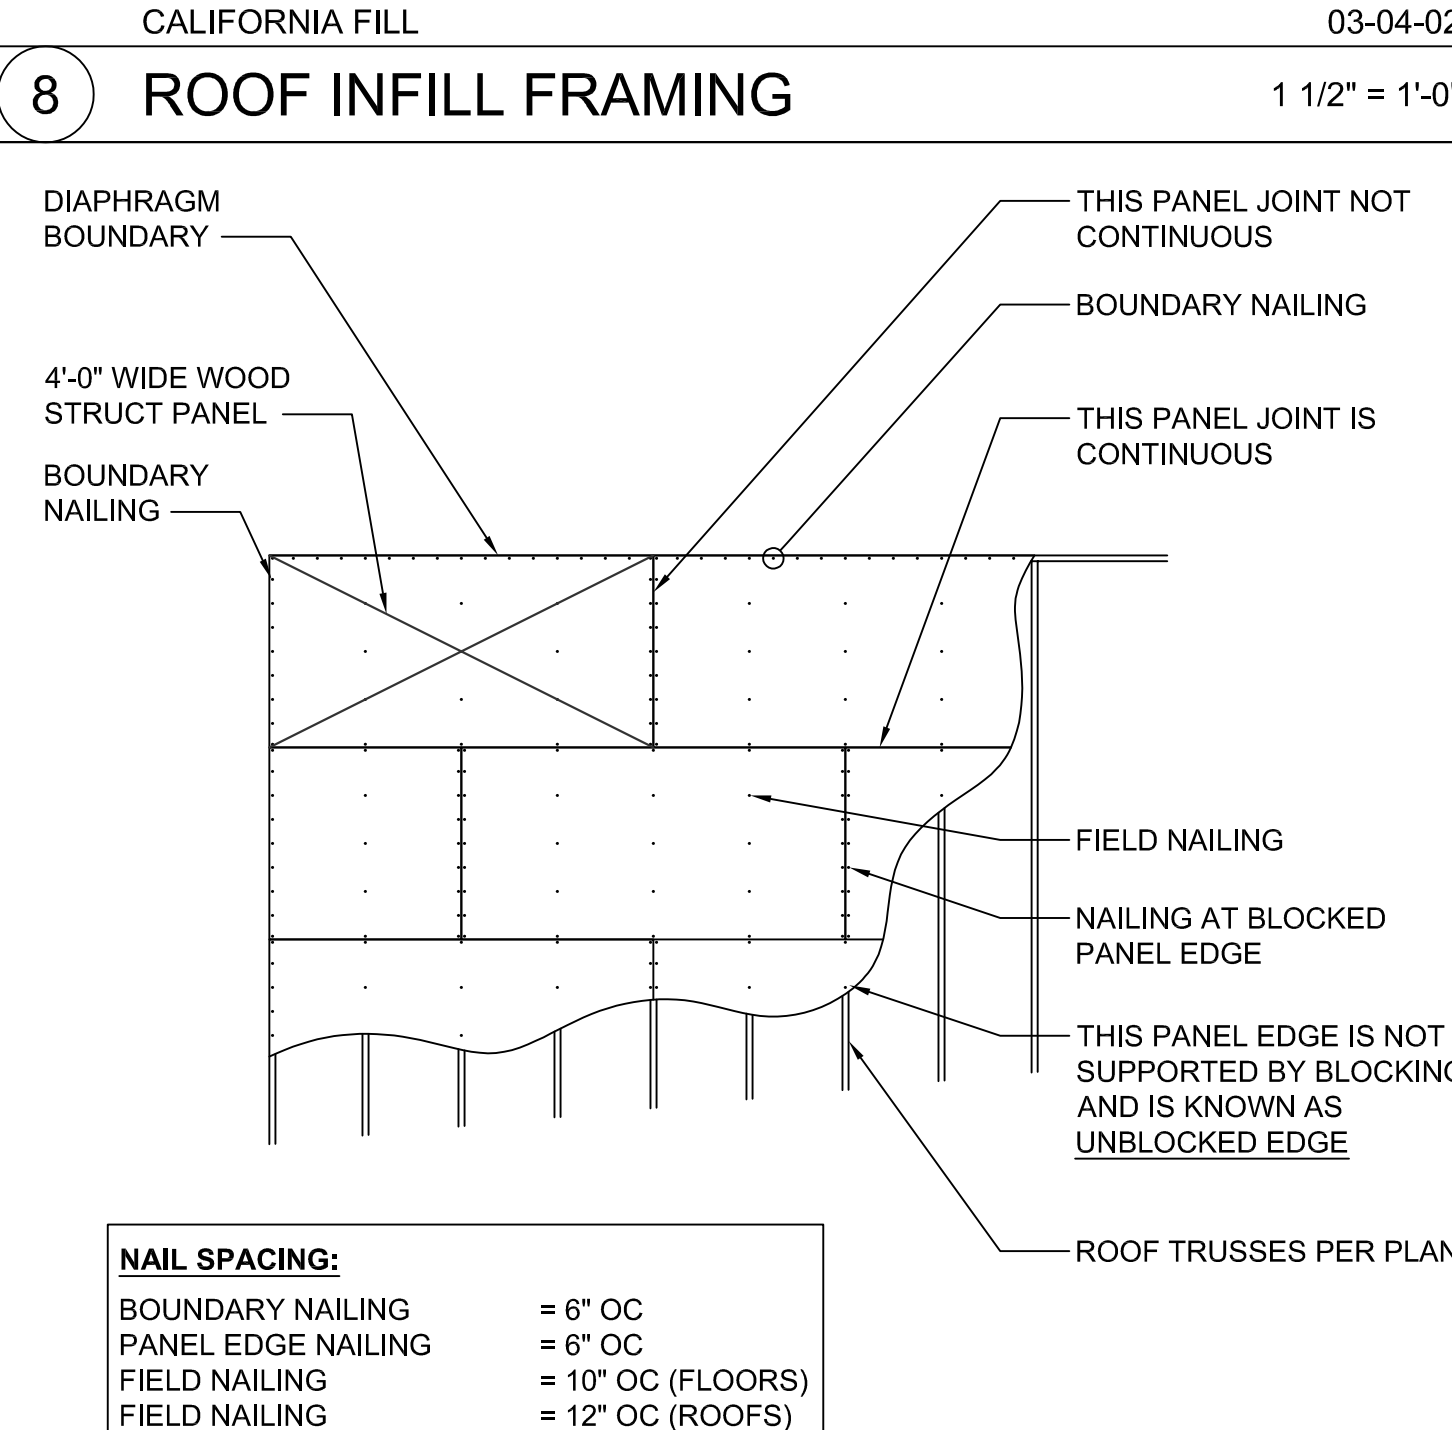 CALIFORNIA FILL
03-04-02
8
ROOF INFILL FRAMING
1 1/2" = 1'-0"
DIAPHRAGM
BOUNDARY
4'-0" WIDE WOOD
STRUCT PANEL
BOUNDARY
NAILING
THIS PANEL JOINT NOT
CONTINUOUS
BOUNDARY NAILING
THIS PANEL JOINT IS
CONTINUOUS
FIELD NAILING
NAILING AT BLOCKED
PANEL EDGE
THIS PANEL EDGE IS NOT
SUPPORTED BY BLOCKING
AND IS KNOWN AS
UNBLOCKED EDGE
ROOF TRUSSES PER PLAN
NAIL SPACING:
BOUNDARY NAILING = 6" OC
PANEL EDGE NAILING = 6" OC
FIELD NAILING = 10" OC (FLOORS)
FIELD NAILING = 12" OC (ROOFS)